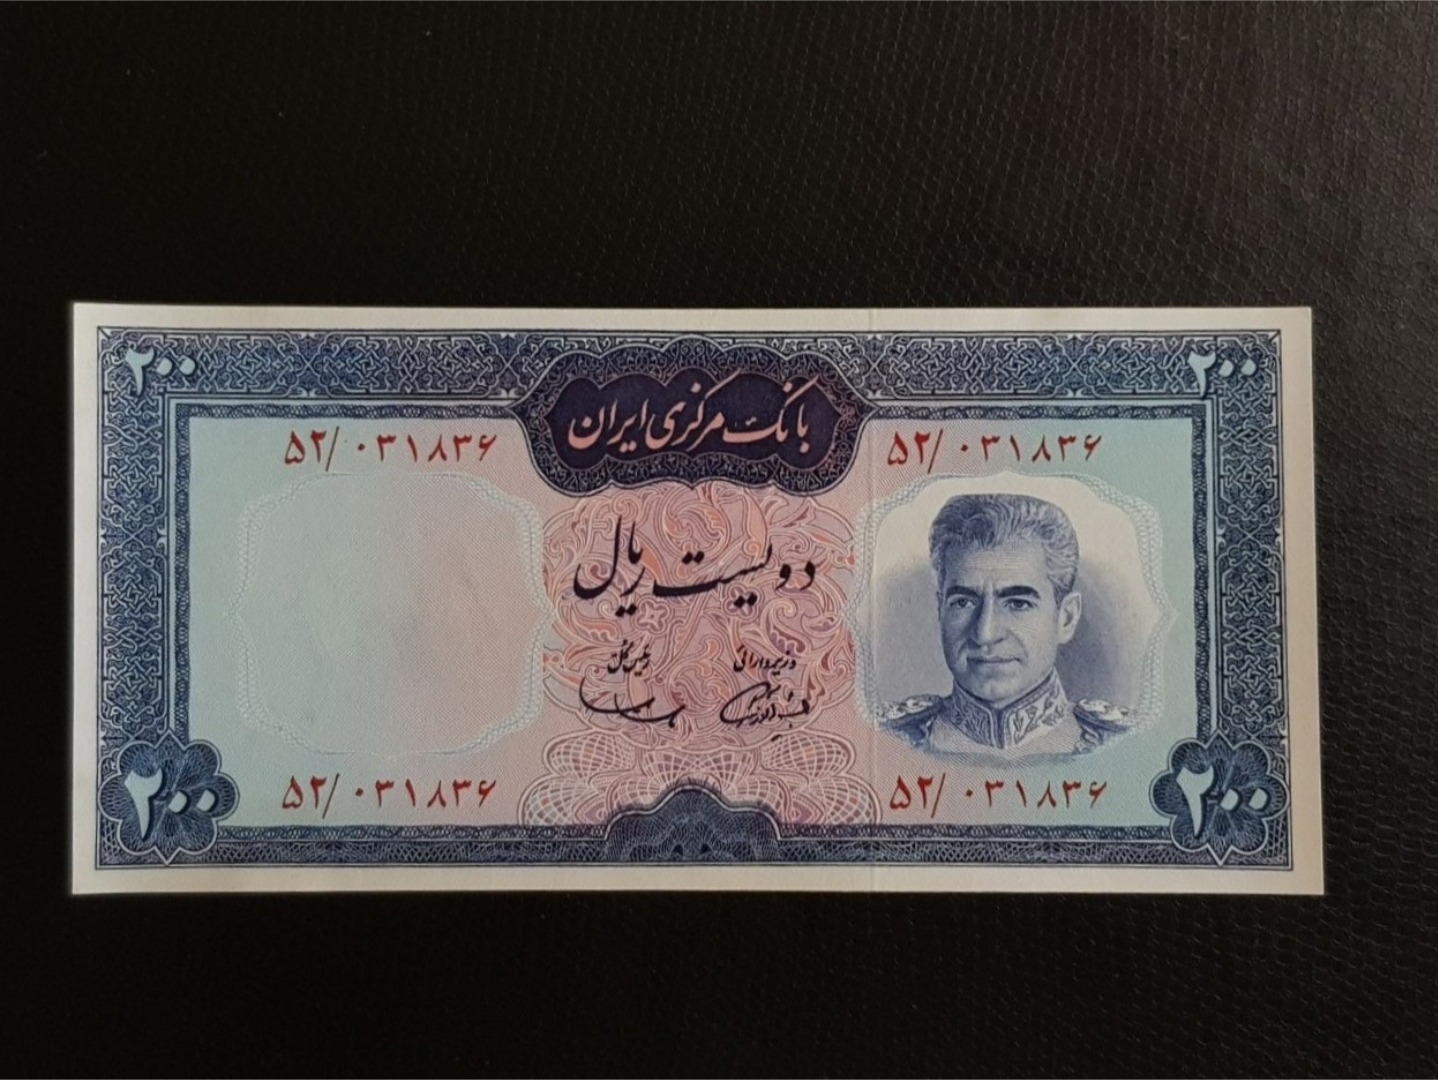 ۲۰۰
۲۰۰
بانک مرکزی ایران
۵۲/۰۳۱۸۳۶
۵۲/۰۳۱۸۳۶
دویست ریال
وزیر دارائی
رئیس کل
۵۲/۰۳۱۸۳۶
۵۲/۰۳۱۸۳۶
۲۰۰
۲۰۰